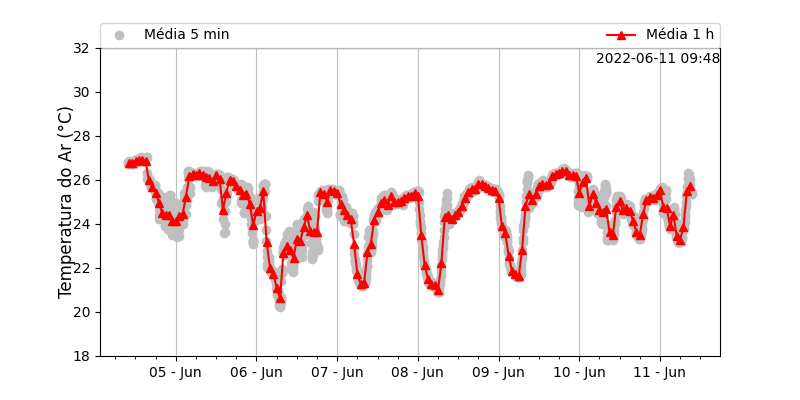 Média 5 min
Média 1 h
2022-06-11 09:48
Temperatura do Ar (°C)
32
30
28
26
24
22
20
18
05 - Jun
06 - Jun
07 - Jun
08 - Jun
09 - Jun
10 - Jun
11 - Jun